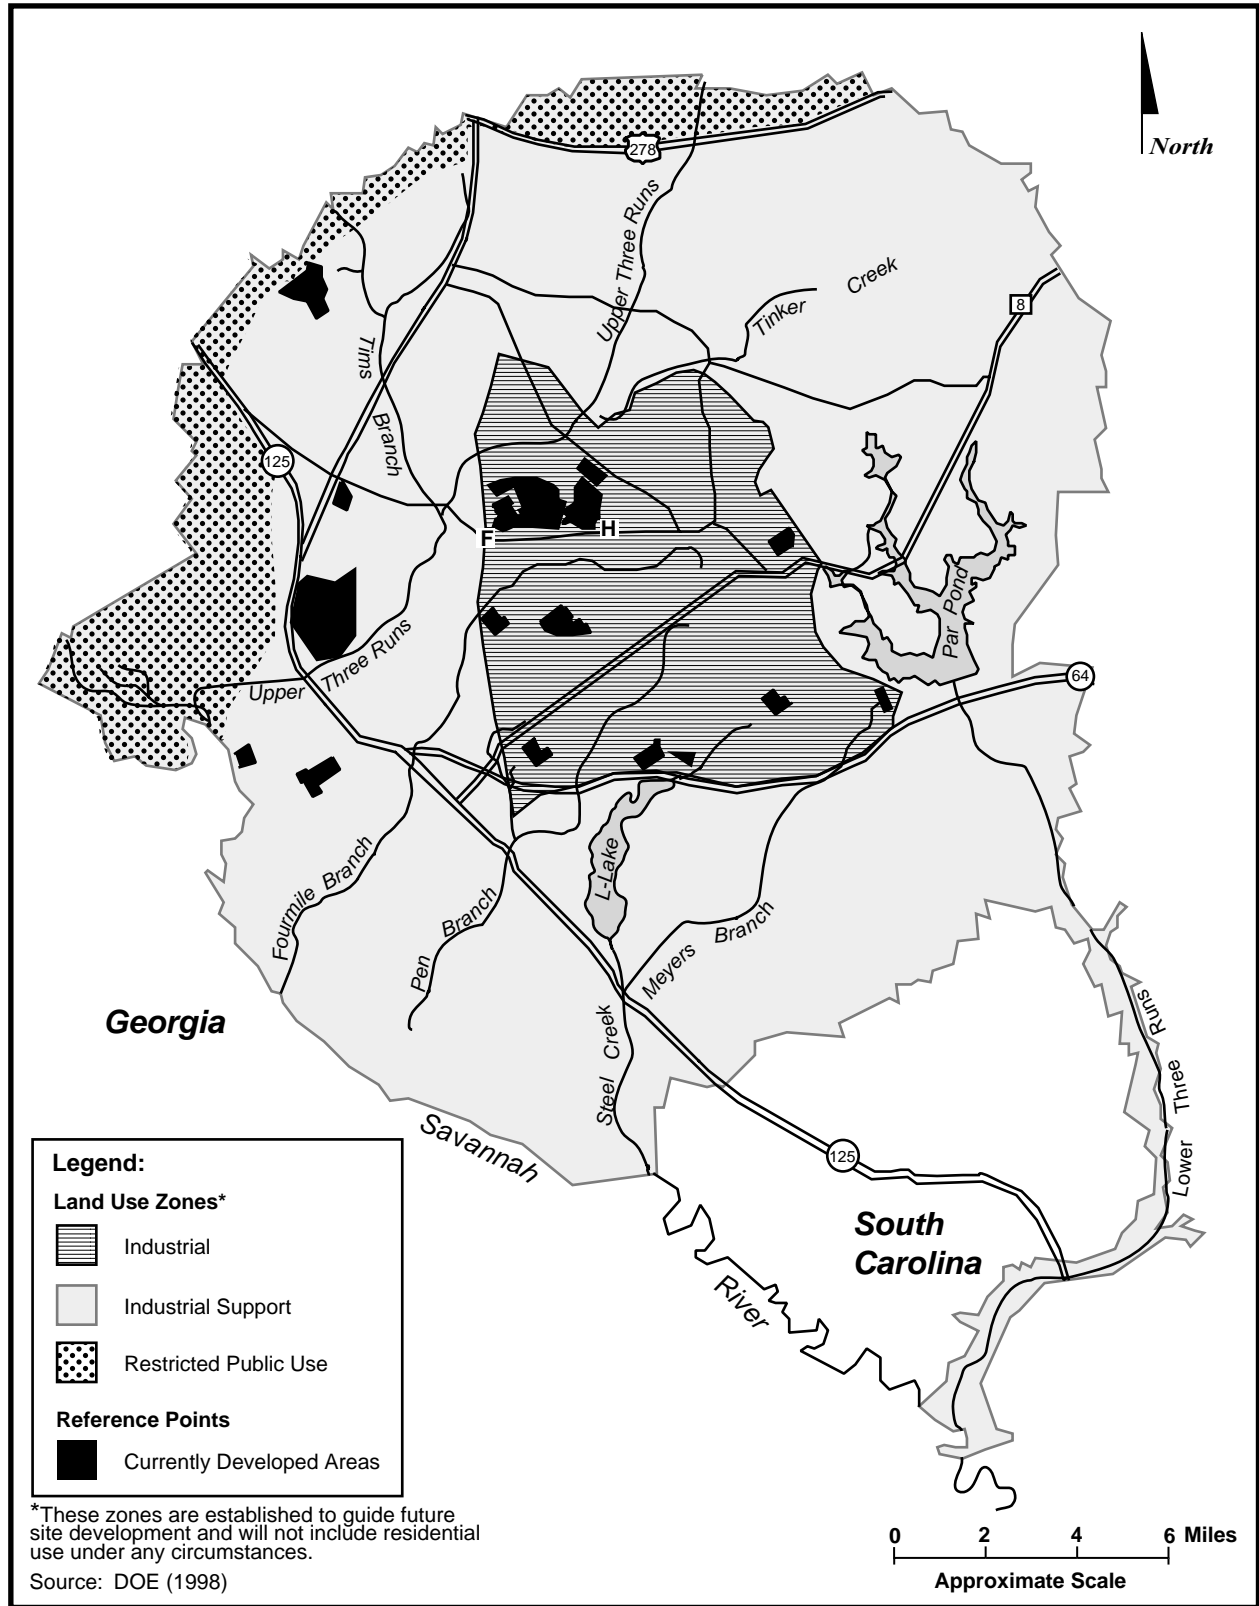 North
278
Upper Three Runs
Tinker Creek
8
Tims Branch
125
F
H
Par Pond
Upper Three Runs
64
L-Lake
Fourmile Branch
Pen Branch
Meyers Branch
Steel Creek
Georgia
Savannah River
Lower Three Runs
125
South
Carolina
Legend:
Land Use Zones*
Industrial
Industrial Support
Restricted Public Use
Reference Points
Currently Developed Areas
*These zones are established to guide future
site development and will not include residential
use under any circumstances.
Source: DOE (1998)
0 2 4 6 Miles
Approximate Scale